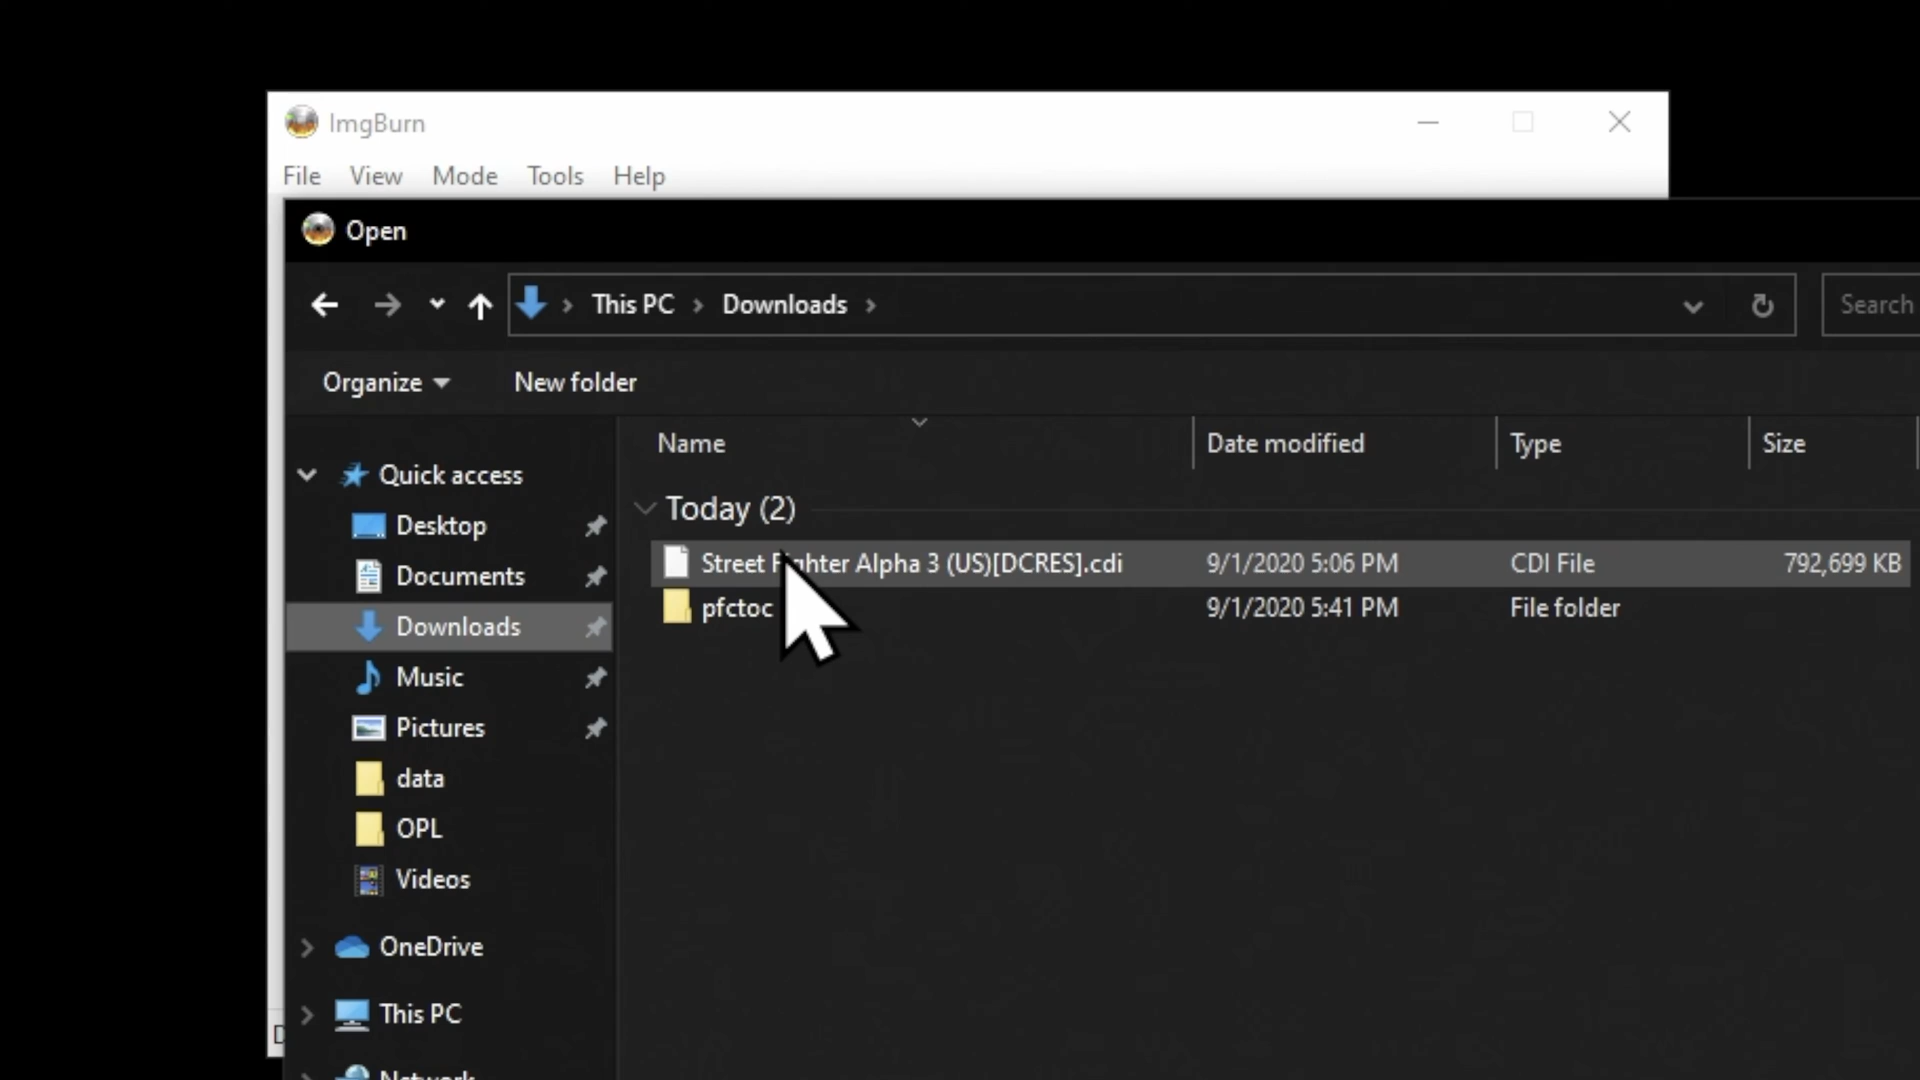 ImgBurn
File View Mode Tools Help
Open
This PC Downloads Search
Organize New folder
Name Date modified Type Size
Quick access
Today (2)
Desktop
Street Fighter Alpha 3 (US)[DCRES].cdi 9/1/2020 5:06 PM CDI File 792,699 KB
Documents
pfctoc 9/1/2020 5:41 PM File folder
Downloads
Music
Pictures
data
OPL
Videos
OneDrive
This PC
Network